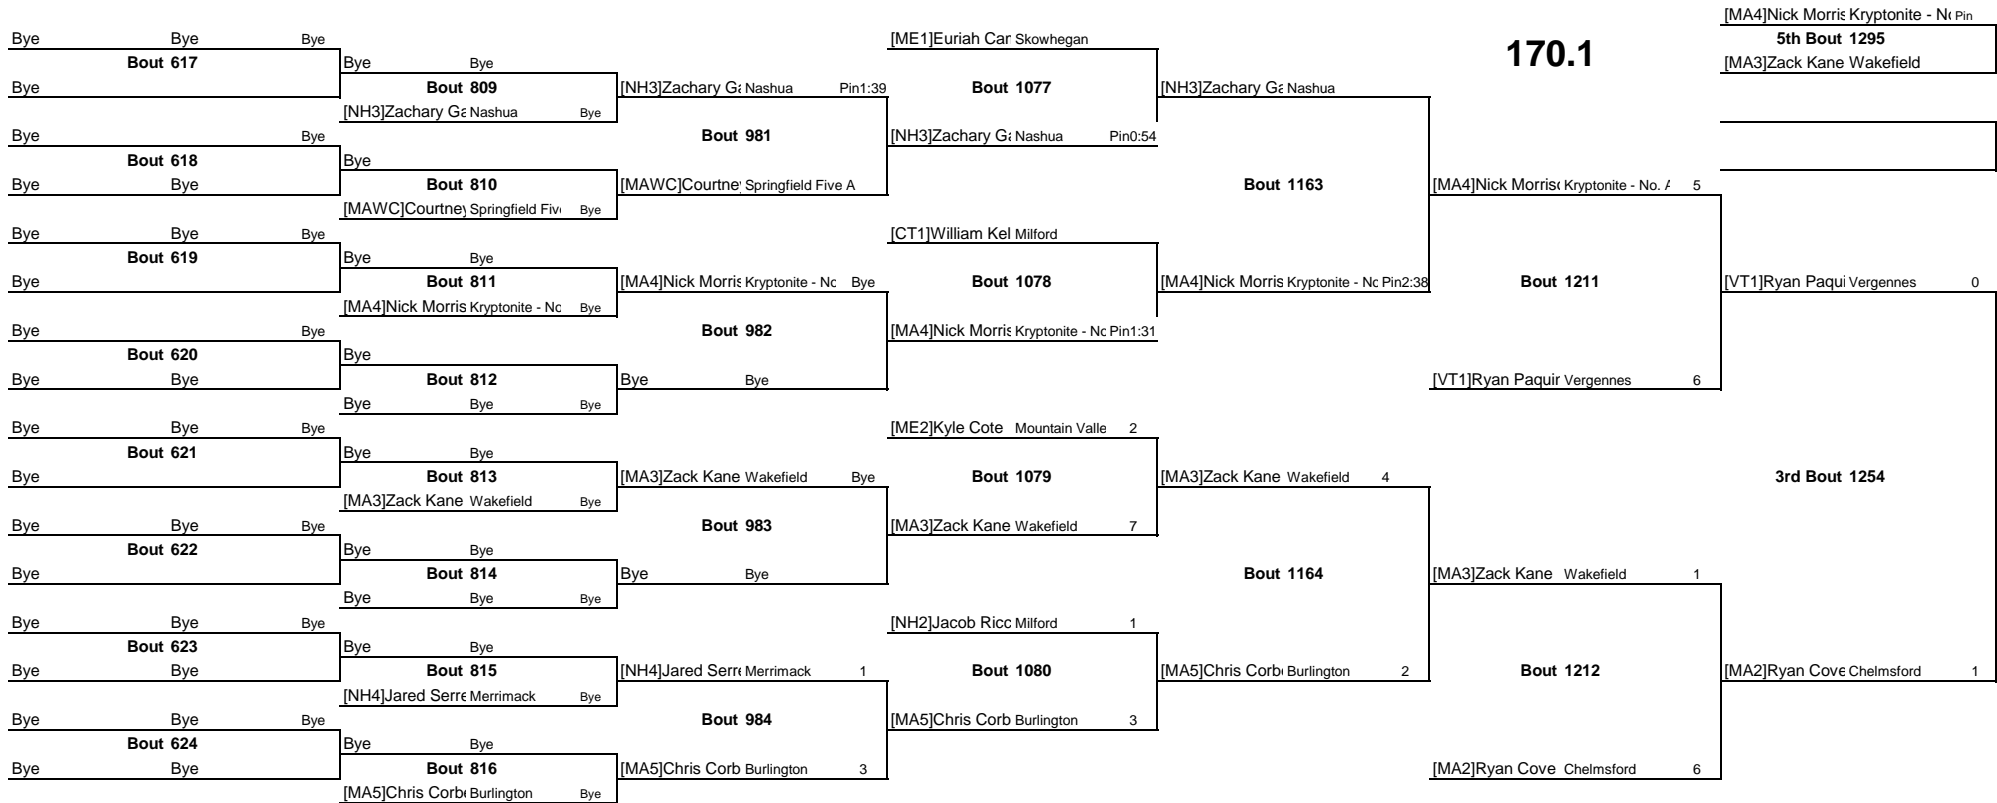 [MA4]Nick Morris Kryptonite - No Pin
Bye Bye Bye [ME1]Euriah Car Skowhegan 170.1 5th Bout 1295
Bout 617 Bye Bye [MA3]Zack Kane Wakefield
Bye Bout 809 [NH3]Zachary Ga Nashua Pin1:39 Bout 1077 [NH3]Zachary Ga Nashua
[NH3]Zachary Ga Nashua Bye
Bye Bye Bout 981 [NH3]Zachary Ga Nashua Pin0:54
Bout 618 Bye
Bye Bye Bout 810 [MAWC]Courtney Springfield Five A Bout 1163 [MA4]Nick Morris Kryptonite - No. A 5
[MAWC]Courtney Springfield Five Bye
Bye Bye Bye [CT1]William Kel Milford
Bout 619 Bye Bye
Bye Bout 811 [MA4]Nick Morris Kryptonite - No Bye Bout 1078 [MA4]Nick Morris Kryptonite - No Pin2:38 Bout 1211 [VT1]Ryan Paqui Vergennes 0
[MA4]Nick Morris Kryptonite - No Bye
Bye Bye Bout 982 [MA4]Nick Morris Kryptonite - No Pin1:31
Bout 620 Bye
Bye Bye Bout 812 Bye Bye [VT1]Ryan Paquin Vergennes 6
Bye Bye Bye
Bye Bye Bye [ME2]Kyle Cote Mountain Valle 2
Bout 621 Bye Bye
Bye Bout 813 [MA3]Zack Kane Wakefield Bye Bout 1079 [MA3]Zack Kane Wakefield 4 3rd Bout 1254
[MA3]Zack Kane Wakefield Bye
Bye Bye Bye Bout 983 [MA3]Zack Kane Wakefield 7
Bout 622 Bye Bye
Bye Bout 814 Bye Bye Bout 1164 [MA3]Zack Kane Wakefield 1
Bye Bye Bye
Bye Bye Bye [NH2]Jacob Ricc Milford 1
Bout 623 Bye Bye
Bye Bye Bout 815 [NH4]Jared Serre Merrimack 1 Bout 1080 [MA5]Chris Corb Burlington 2 Bout 1212 [MA2]Ryan Cove Chelmsford 1
[NH4]Jared Serre Merrimack Bye
Bye Bye Bye Bout 984 [MA5]Chris Corb Burlington 3
Bout 624 Bye Bye
Bye Bye Bout 816 [MA5]Chris Corb Burlington 3 [MA2]Ryan Cove Chelmsford 6
[MA5]Chris Corbe Burlington Bye